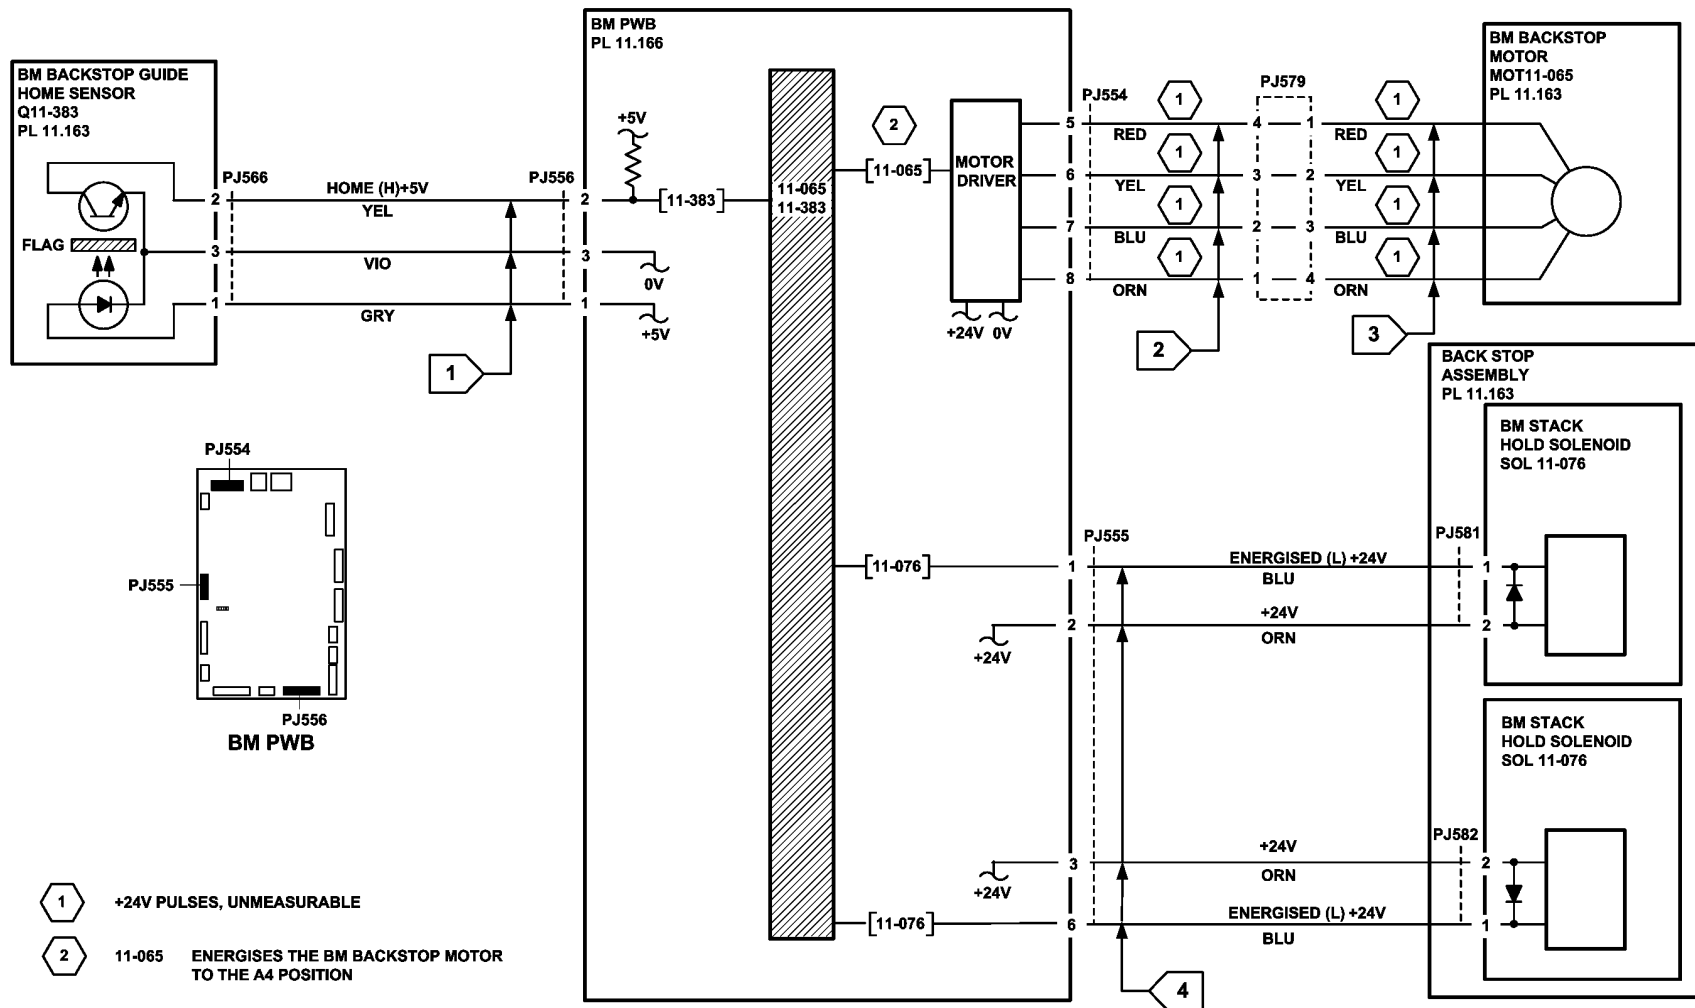 BM BACKSTOP GUIDE
HOME SENSOR
Q11-383
PL 11.163
FLAG
PJ566
2
3
1
HOME (H)+5V
YEL
VIO
GRY
1
PJ556
2
3
1
BM PWB
PL 11.166
+5V
[11-383]
0V
+5V
11-065
11-383
2
[11-065]
MOTOR
DRIVER
+24V 0V
PJ554
5
6
7
8
1
RED
1
YEL
1
BLU
1
ORN
2
PJ579
4 1
3 2
2 3
1 4
1
RED
1
YEL
1
BLU
1
ORN
3
BM BACKSTOP
MOTOR
MOT11-065
PL 11.163
BACK STOP
ASSEMBLY
PL 11.163
BM STACK
HOLD SOLENOID
SOL 11-076
PJ555
PJ581
[11-076]
1
ENERGISED (L) +24V
BLU
1
+24V
2
+24V
ORN
2
BM STACK
HOLD SOLENOID
SOL 11-076
PJ582
+24V
3
+24V
ORN
2
[11-076]
6
ENERGISED (L) +24V
BLU
1
4
PJ554
PJ555
PJ556
BM PWB
1 +24V PULSES, UNMEASURABLE
2 11-065 ENERGISES THE BM BACKSTOP MOTOR
TO THE A4 POSITION